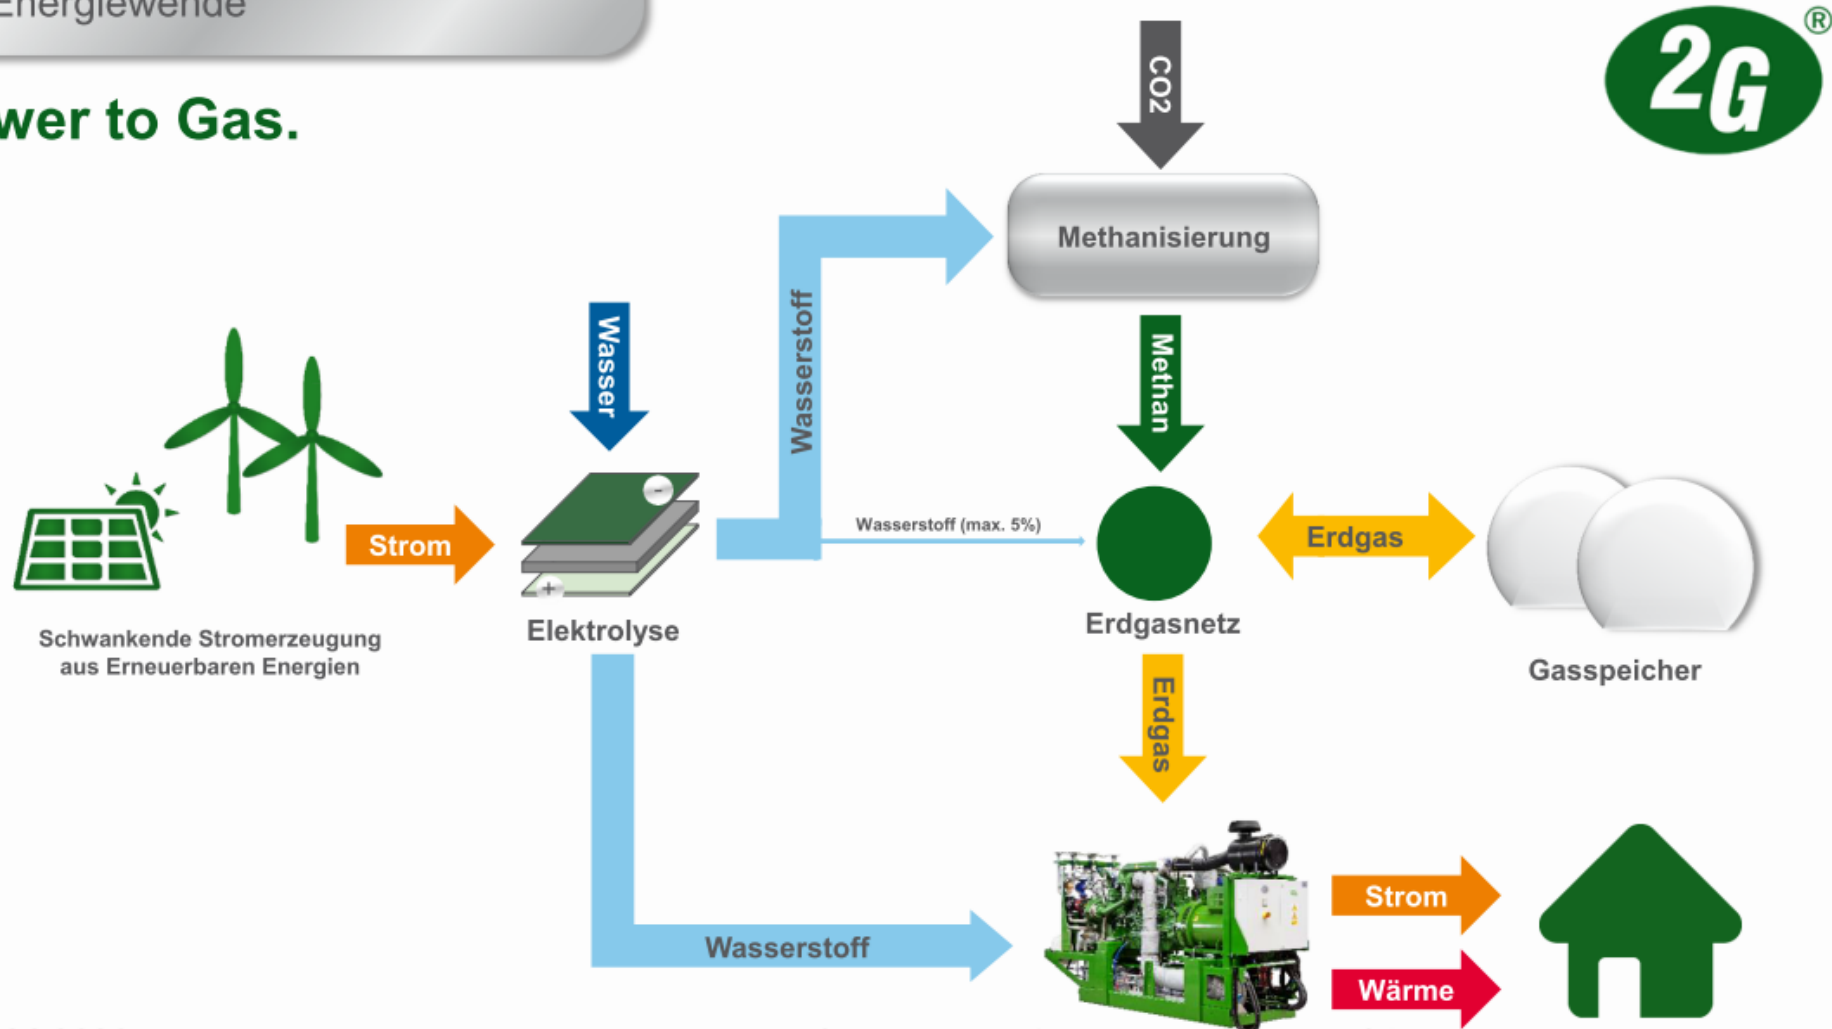 Energiewende
wer to Gas.
2G®
CO2
Methanisierung
Wasserstoff
Wasser
Methan
Strom
Wasserstoff (max. 5%)
Erdgas
Elektrolyse
Erdgasnetz
Schwankende Stromerzeugung
aus Erneuerbaren Energien
Gasspeicher
Erdgas
Wasserstoff
Strom
Wärme